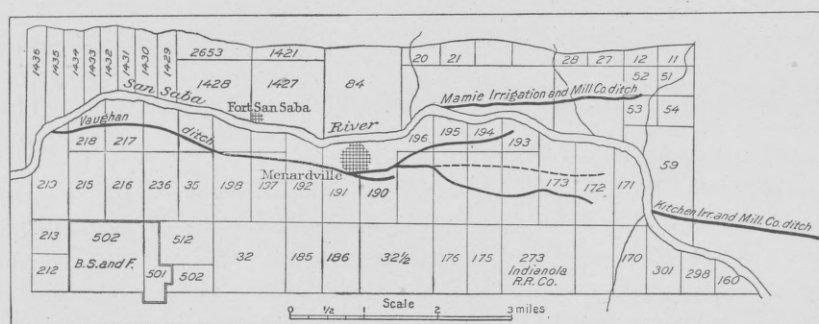 1436 1435 1434 1433 1432 1431 1430 1429 2653 1421
1428 1427 84 20 21 28 27 12 11
52 51
San Saba
Fort San Saba
Mamie Irrigation and Mill Co. ditch
53 54
River
Vaughan ditch
218 217
196 195 194 193
59
Menardville
215 216 236 35 198 197 192 191 190
173 172 171
Kitchen Irr. and Mill. Co. ditch
213 502 512
B.S. and F.
32 185 186 32½ 176 175 273 170
Indianola
R.R. Co.
212 501 502
301 298 160
Scale
0 ½ 1 2 3 miles